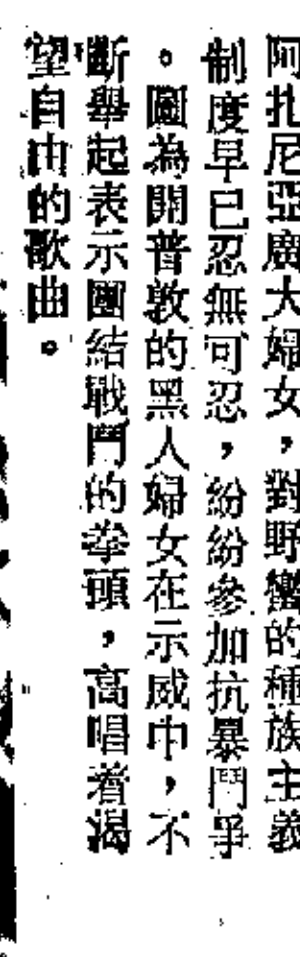 阿扎尼亞廣大婦女，對野蠻的種族主義
制度早已忍無可忍，紛紛參加抗暴鬥爭
。圖為開普敦的黑人婦女在示威中，不
斷舉起表示團結戰鬥的拳頭，高唱着渴
望自由的歌曲。